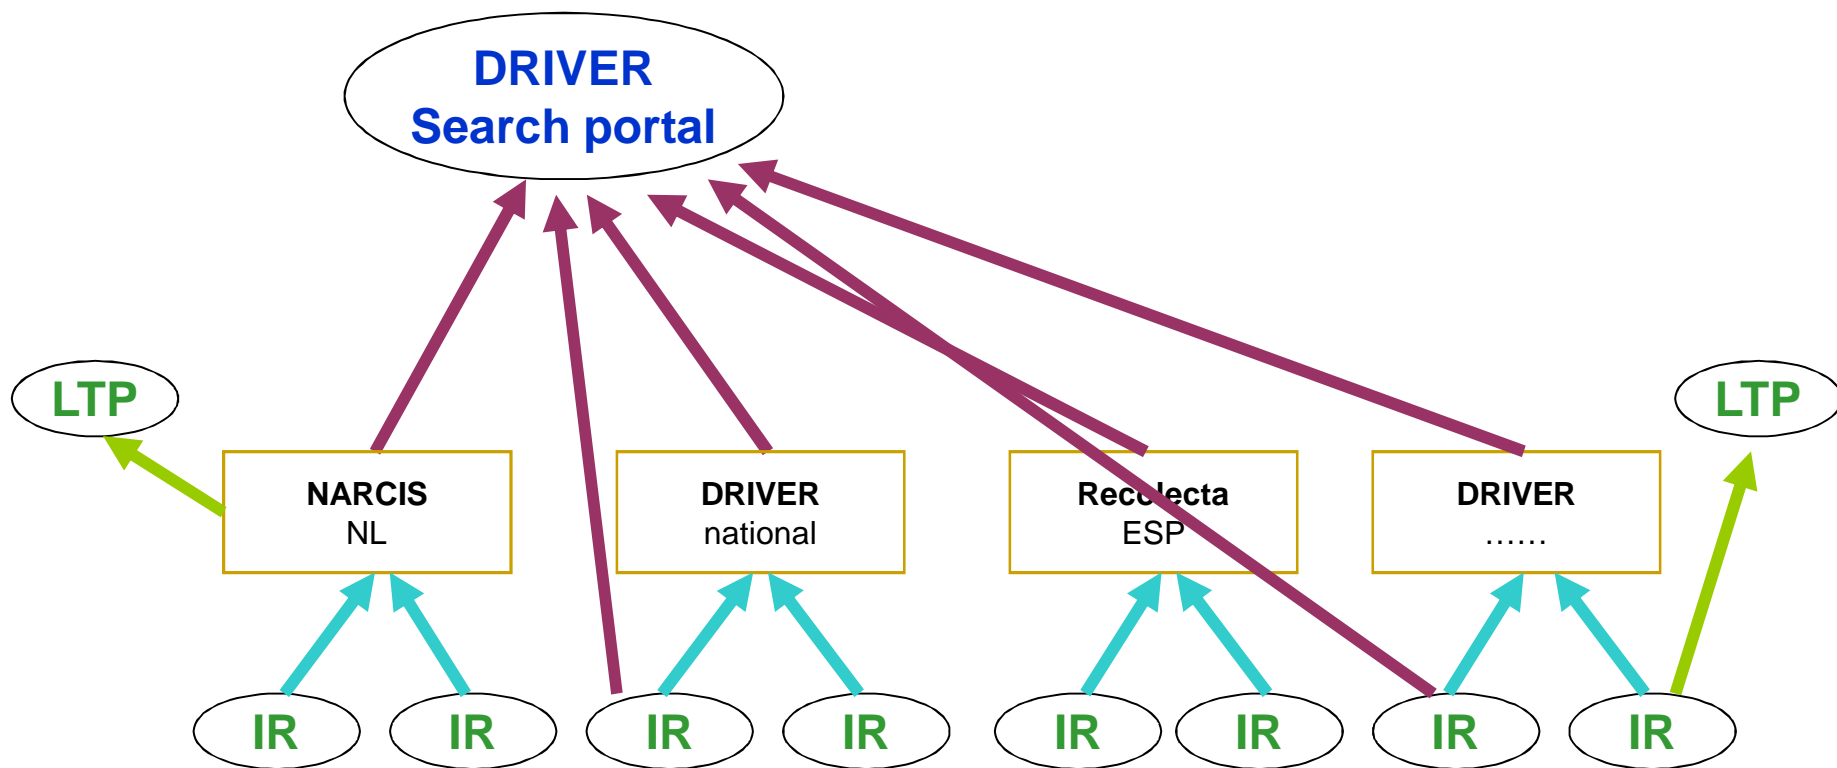 DRIVER
Search portal
LTP
LTP
NARCIS
NL
DRIVER
national
Recolecta
ESP
DRIVER
......
IR
IR
IR
IR
IR
IR
IR
IR